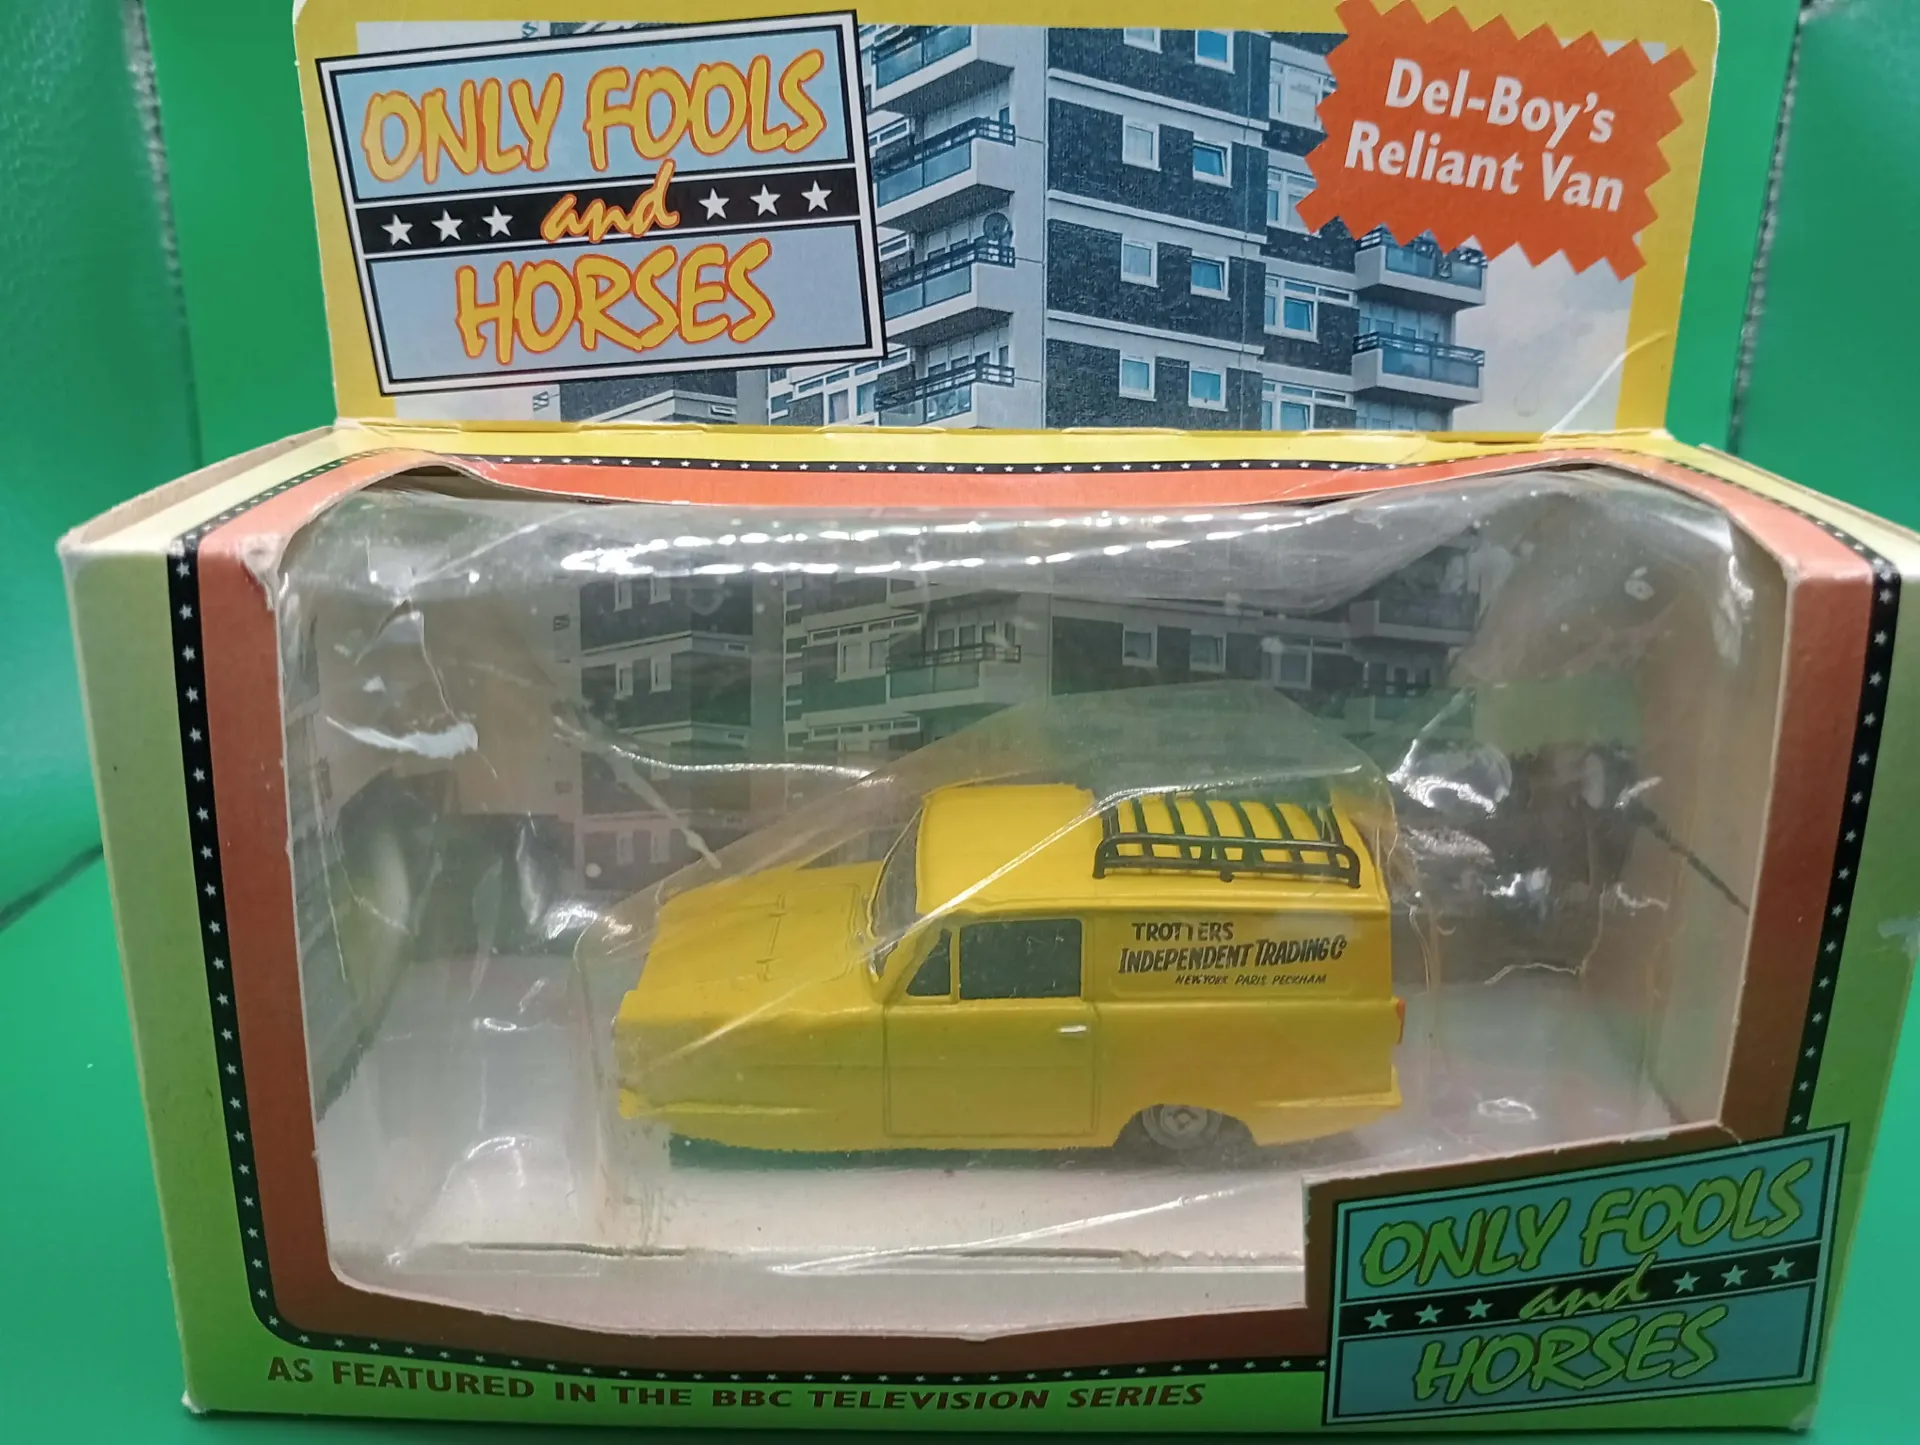 ONLY FOOLS
and
HORSES
Del-Boy's
Reliant Van
TROTTERS
INDEPENDENT TRADING Co
NEW YORK PARIS PECKHAM
ONLY FOOLS
and
HORSES
AS FEATURED IN THE BBC TELEVISION SERIES